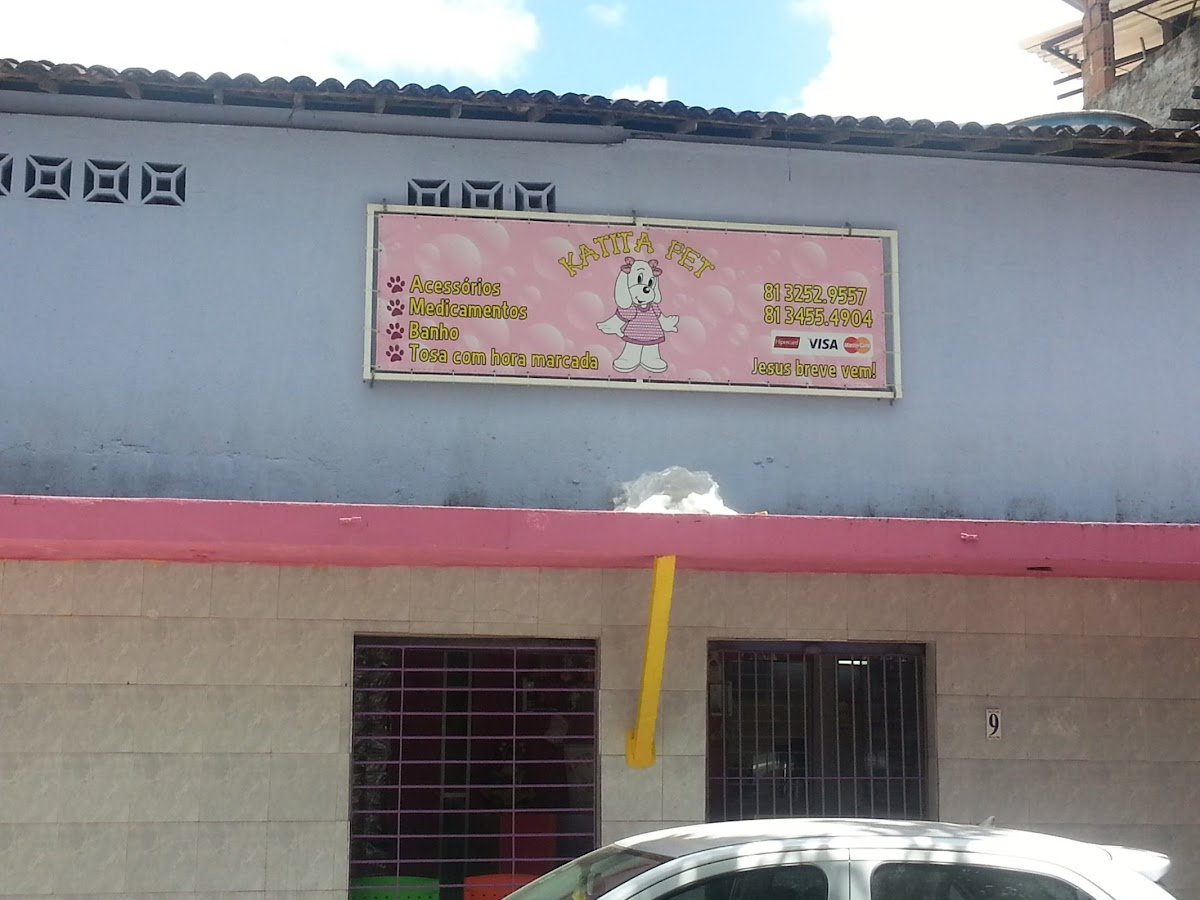 KATITA PET
Acessórios
Medicamentos
Banho
Tosa com hora marcada
81 3252.9557
81 3455.4904
Hipercard VISA MasterCard
Jesus breve vem!
9